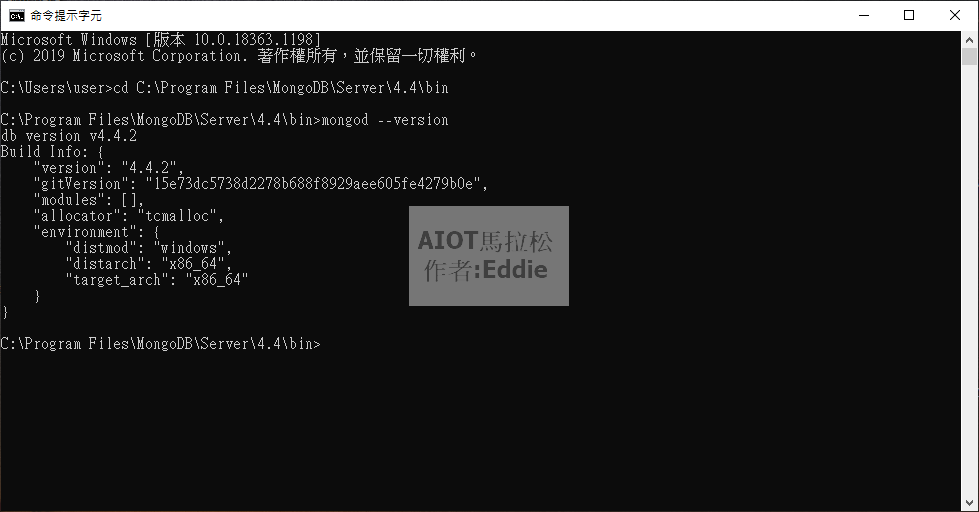 命令提示字元
Microsoft Windows [版本 10.0.18363.1198]
(c) 2019 Microsoft Corporation. 著作權所有，並保留一切權利。
C:\Users\user>cd C:\Program Files\MongoDB\Server\4.4\bin
C:\Program Files\MongoDB\Server\4.4\bin>mongod --version
db version v4.4.2
Build Info: {
    "version": "4.4.2",
    "gitVersion": "15e73dc5738d2278b688f8929aee605fe4279b0e",
    "modules": [],
    "allocator": "tcmalloc",
    "environment": {
        "distmod": "windows",
        "distarch": "x86_64",
        "target_arch": "x86_64"
    }
}
C:\Program Files\MongoDB\Server\4.4\bin>
AIOT馬拉松
作者:Eddie